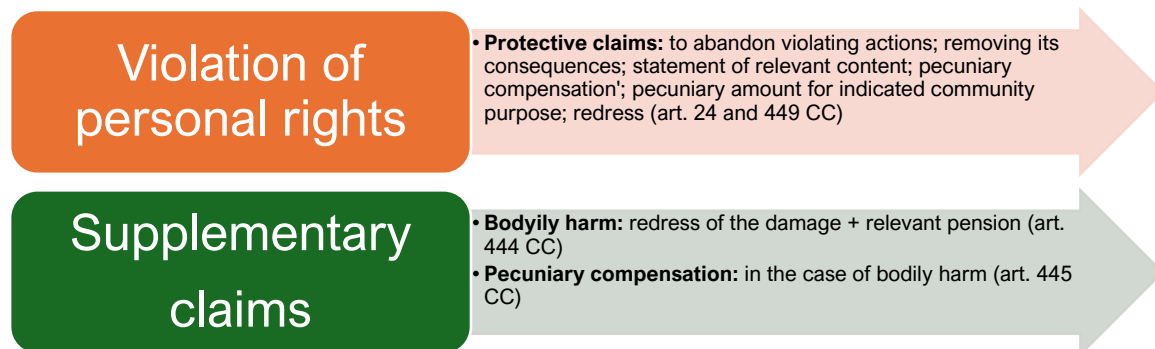 Violation of
personal rights
• Protective claims: to abandon violating actions; removing its
consequences; statement of relevant content; pecuniary
compensation'; pecuniary amount for indicated community
purpose; redress (art. 24 and 449 CC)
Supplementary
claims
• Bodyily harm: redress of the damage + relevant pension (art.
444 CC)
• Pecuniary compensation: in the case of bodily harm (art. 445
CC)